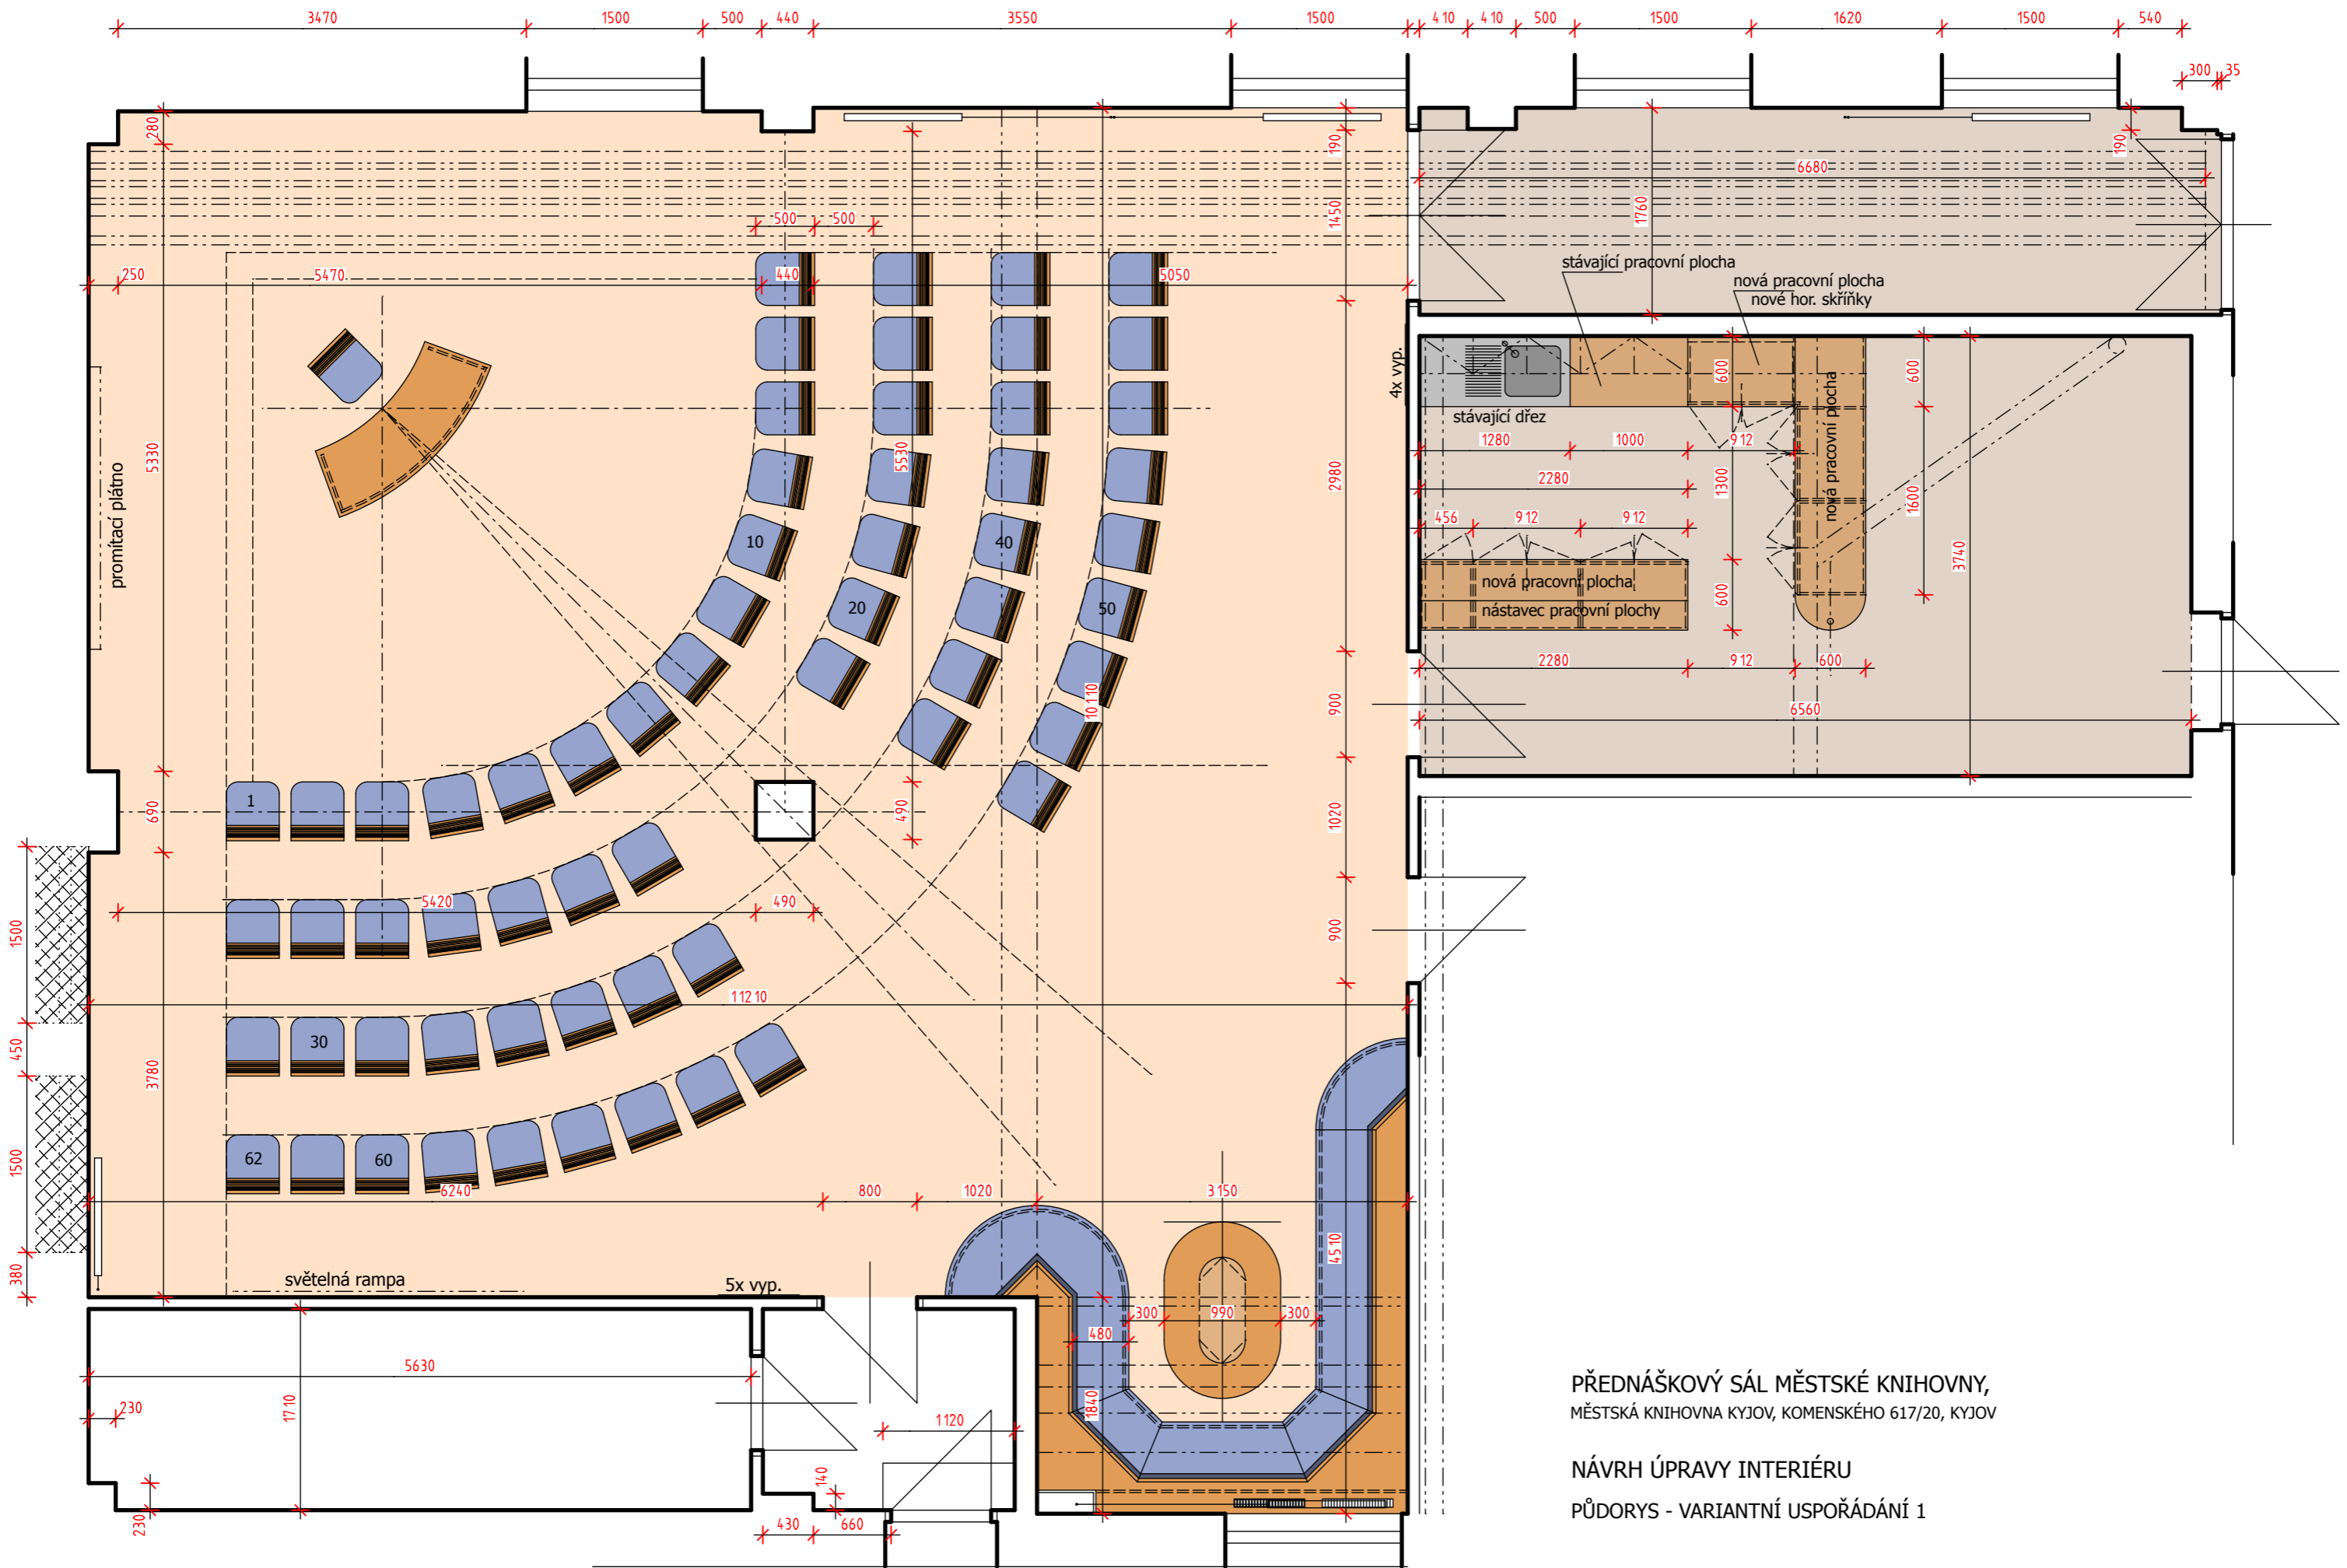 3470 1500 500 440 3550 1500 410 410 500 1500 1620 1500 540
300 35
280 190 190
6680
500 500 1450 1760
250 5470 440 5050
stávající pracovní plocha
nová pracovní plocha
nové hor. skříňky
4x vyp.
promítací plátno
5330 5530 2980
600 600
stávající dřez
nová pracovní plocha
1280 1000 912
2280 1300 1600
456 912 912
3740
10 40
nová pracovní plocha
20 50
nástavec pracovní plochy
600
2280 912 600
10110 900
6560
1
690 490 1020
5420 490
1500 900
11210
450 30
3780
1500
62 60
6240 800 1020 3150
4510
380
světelná rampa
5x vyp.
300 990 300
480
5630
230 1710 1840
1120
140
230
430 660
PŘEDNÁŠKOVÝ SÁL MĚSTSKÉ KNIHOVNY,
MĚSTSKÁ KNIHOVNA KYJOV, KOMENSKÉHO 617/20, KYJOV
NÁVRH ÚPRAVY INTERIÉRU
PŮDORYS - VARIANTNÍ USPOŘÁDÁNÍ 1